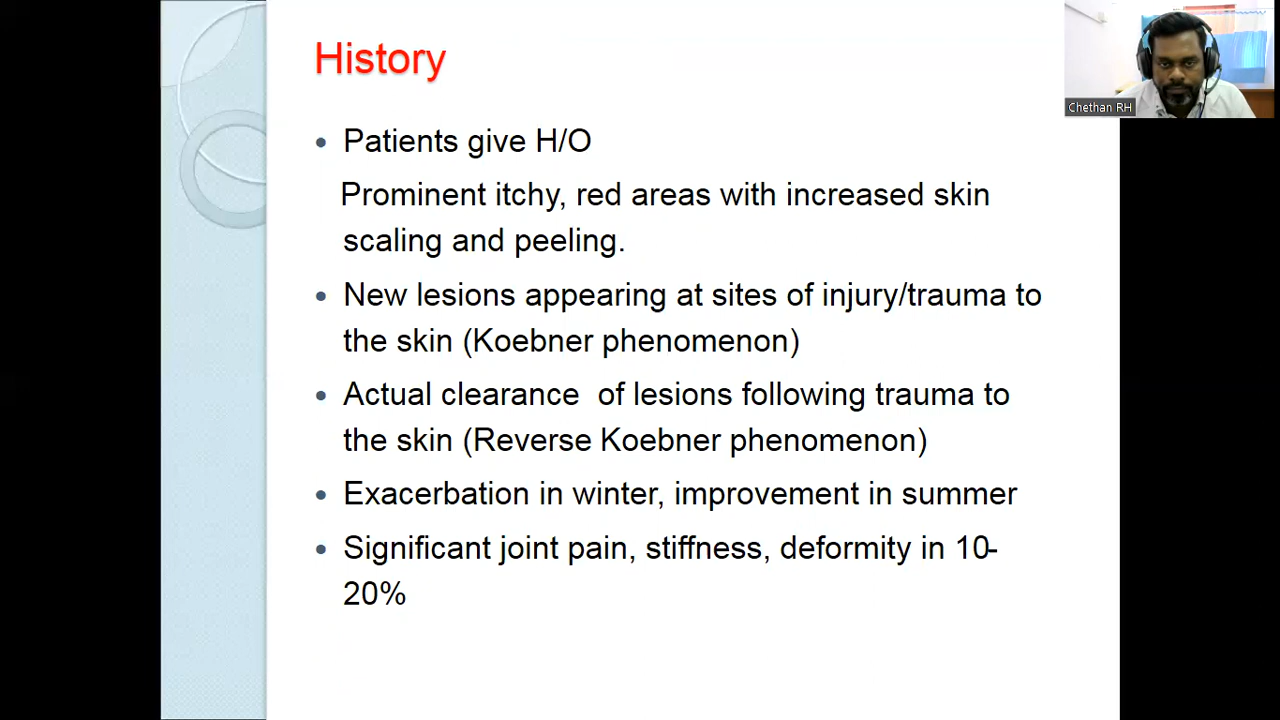 History
• Patients give H/O
Prominent itchy, red areas with increased skin
scaling and peeling.
• New lesions appearing at sites of injury/trauma to
the skin (Koebner phenomenon)
• Actual clearance  of lesions following trauma to
the skin (Reverse Koebner phenomenon)
• Exacerbation in winter, improvement in summer
• Significant joint pain, stiffness, deformity in 10-
20%
Chethan RH